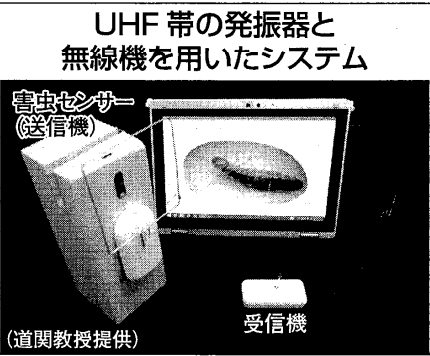 UHF帯の発振器と
無線機を用いたシステム
害虫センサー
(送信機)
受信機
(道関教授提供)